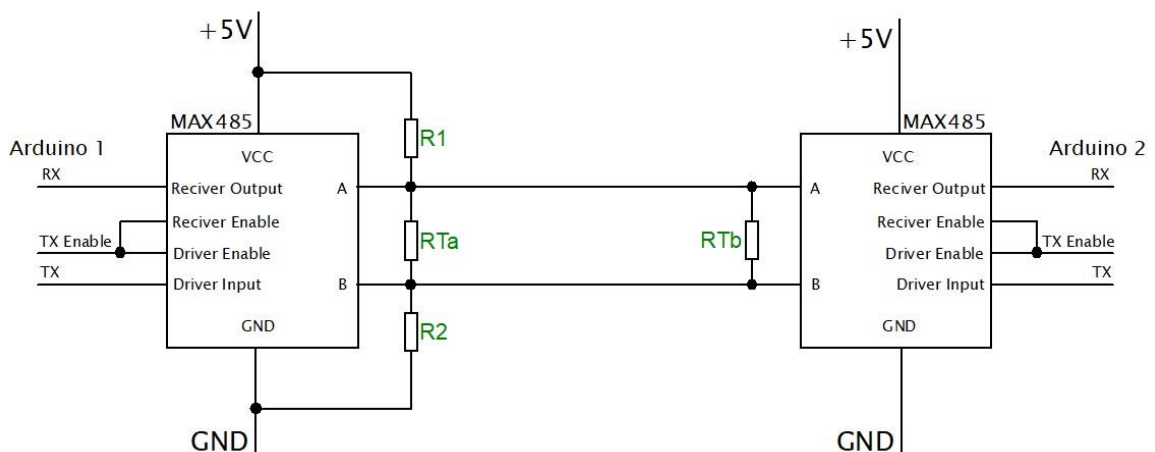 +5V
+5V
MAX485
MAX485
Arduino 1
Arduino 2
VCC
VCC
RX
Reciver Output
A
R1
A
Reciver Output
RX
Reciver Enable
Reciver Enable
TX Enable
Driver Enable
RTa
RTb
Driver Enable
TX Enable
TX
Driver Input
B
B
Driver Input
TX
GND
R2
GND
GND
GND